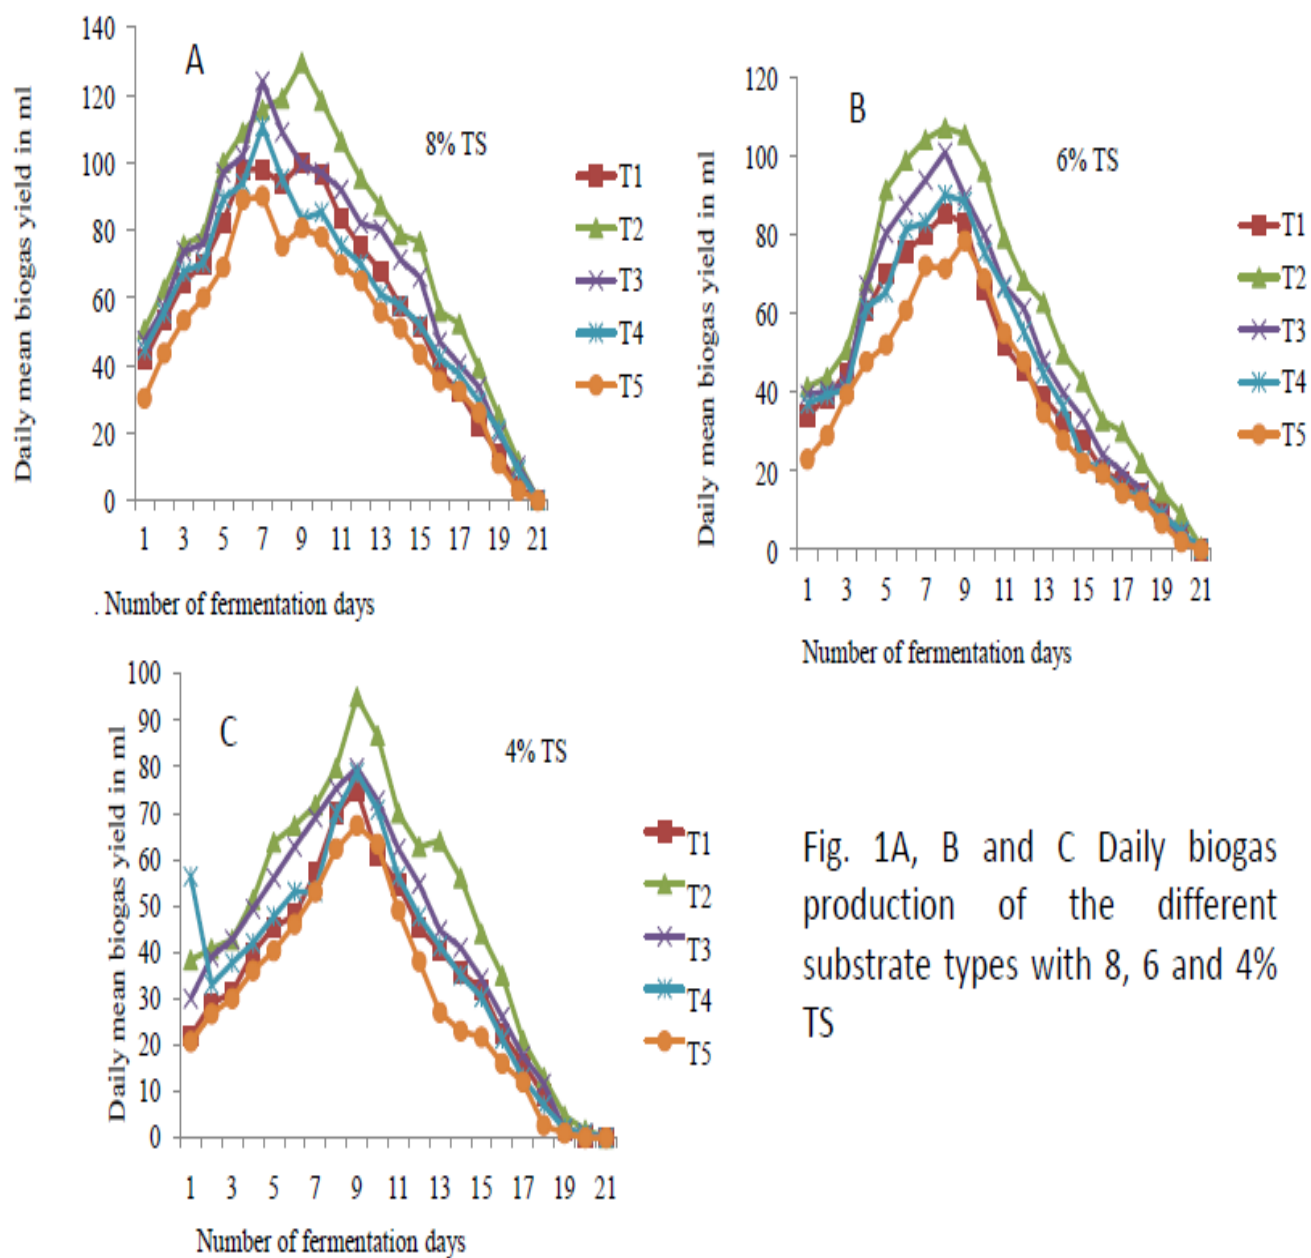 A
8% TS
Daily mean biogas yield in ml
140
120
100
80
60
40
20
0
1 3 5 7 9 11 13 15 17 19 21
. Number of fermentation days
T1
T2
T3
T4
T5
B
6% TS
Daily mean biogas yield in ml
120
100
80
60
40
20
0
1 3 5 7 9 11 13 15 17 19 21
Number of fermentation days
T1
T2
T3
T4
T5
C
4% TS
Daily mean biogas yield in ml
100
90
80
70
60
50
40
30
20
10
0
1 3 5 7 9 11 13 15 17 19 21
Number of fermentation days
T1
T2
T3
T4
T5
Fig. 1A, B and C Daily biogas
production of the different
substrate types with 8, 6 and 4%
TS